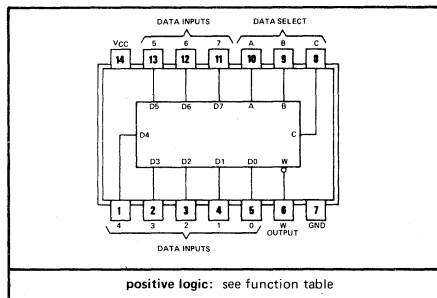 DATA INPUTS DATA SELECT
VCC 5 6 7 A B C
14 13 12 11 10 9 8
D5 D6 D7 A B
D4 C
D3 D2 D1 D0 W
1 2 3 4 5 6 7
4 3 2 1 0 W GND
OUTPUT
DATA INPUTS
positive logic: see function table